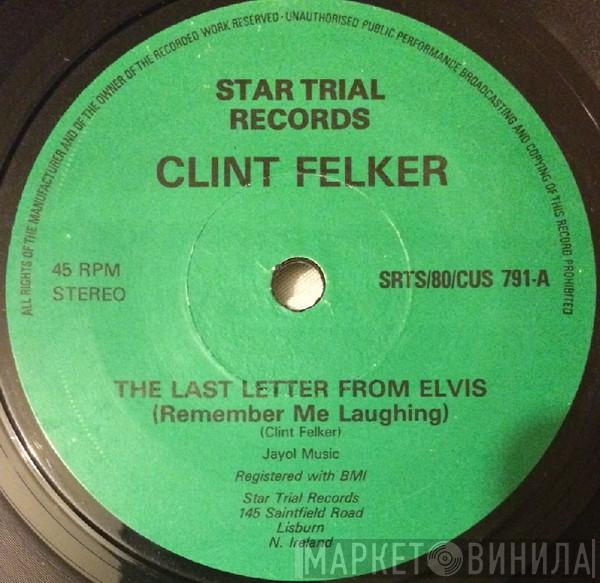 ALL RIGHTS OF THE MANUFACTURER AND OF THE OWNER OF THE RECORDED WORK RESERVED - UNAUTHORISED PUBLIC PERFORMANCE BROADCASTING AND COPYING OF THIS RECORD PROHIBITED
STAR TRIAL
RECORDS
CLINT FELKER
45 RPM
STEREO
SRTS/80/CUS 791-A
THE LAST LETTER FROM ELVIS
(Remember Me Laughing)
(Clint Felker)
Jayol Music
Registered with BMI
Star Trial Records
145 Saintfield Road
Lisburn
N. Ireland
МАРКЕТ ВИНИЛА